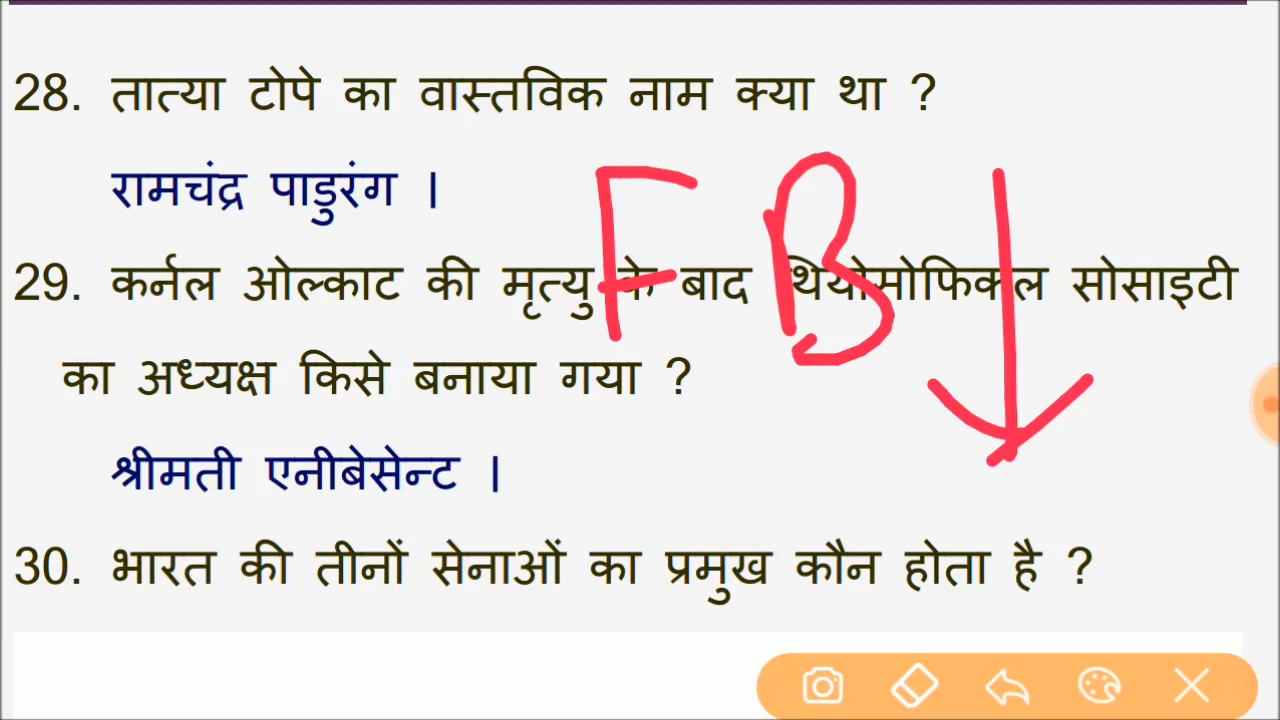 28. तात्या टोपे का वास्तविक नाम क्या था ?
रामचंद्र पाडुरंग ।
FB
29. कर्नल ओल्काट की मृत्यु के बाद थियोमोफिकल सोसाइटी
का अध्यक्ष किसे बनाया गया ?
श्रीमती एनीबेसेन्ट ।
30. भारत की तीनों सेनाओं का प्रमुख कौन होता है ?